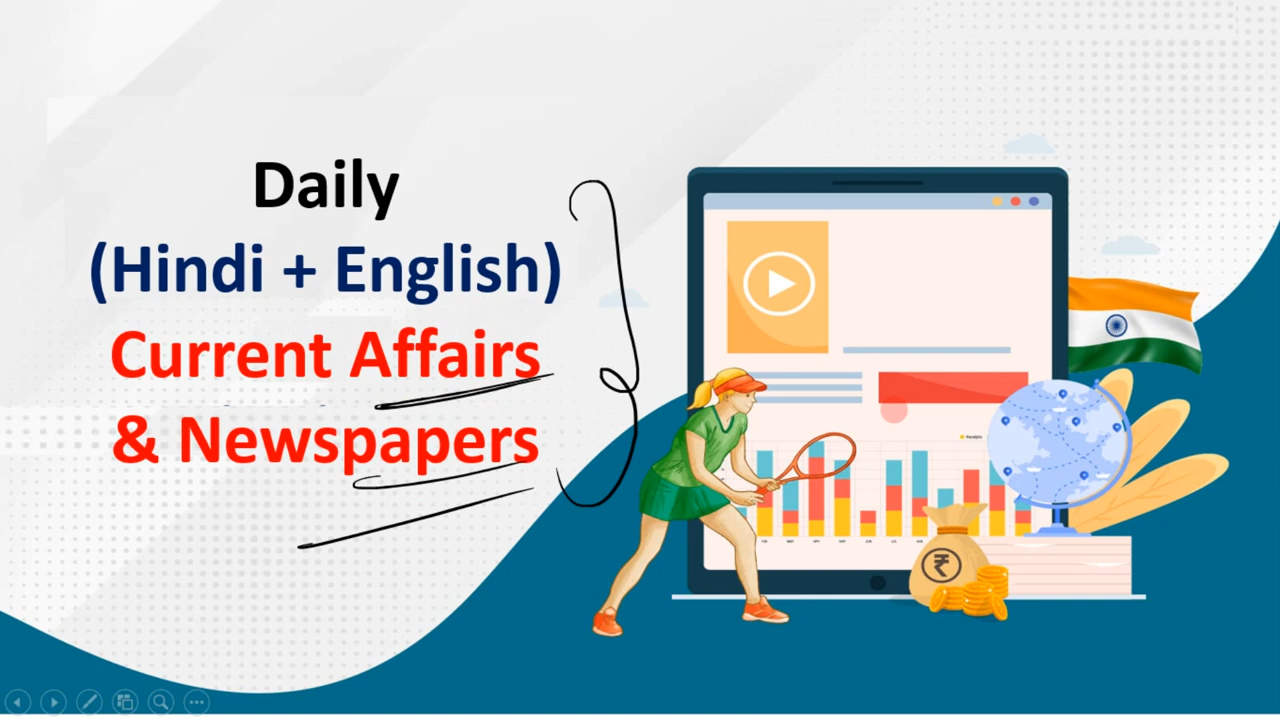 Daily
(Hindi + English)
Current Affairs
& Newspapers
₹